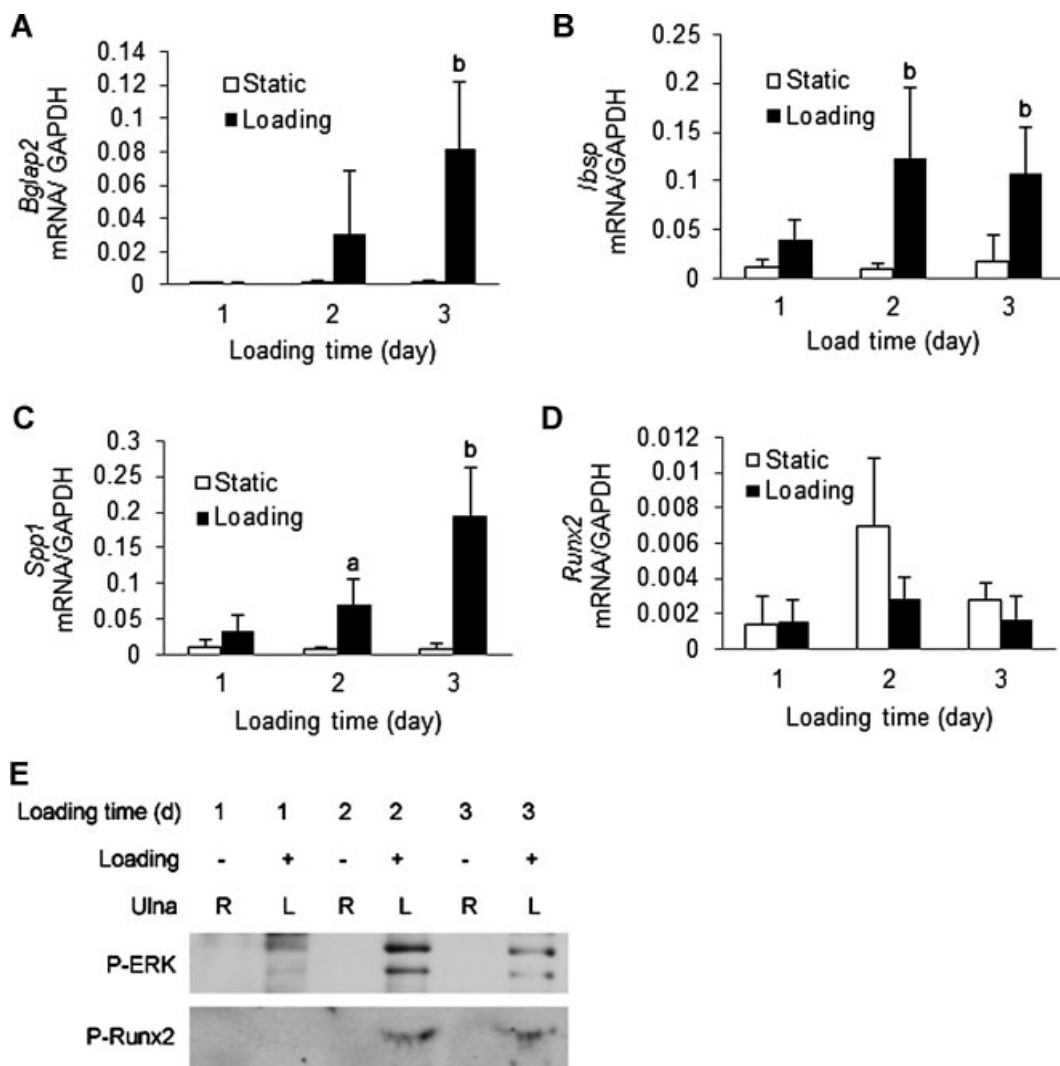 A
Bglap2
mRNA/ GAPDH
0.14
0.12
0.1
0.08
0.06
0.04
0.02
0
Static
Loading
b
1 2 3
Loading time (day)
B
Ibsp
mRNA/GAPDH
0.25
0.2
0.15
0.1
0.05
0
Static
Loading
b
b
1 2 3
Load time (day)
C
Spp1
mRNA/GAPDH
0.3
0.25
0.2
0.15
0.1
0.05
0
Static
Loading
a
b
1 2 3
Loading time (day)
D
Runx2
mRNA/GAPDH
0.012
0.01
0.008
0.006
0.004
0.002
0
Static
Loading
1 2 3
Loading time (day)
E
Loading time (d) 1 1 2 2 3 3
Loading - + - + - +
Ulna R L R L R L
P-ERK
P-Runx2